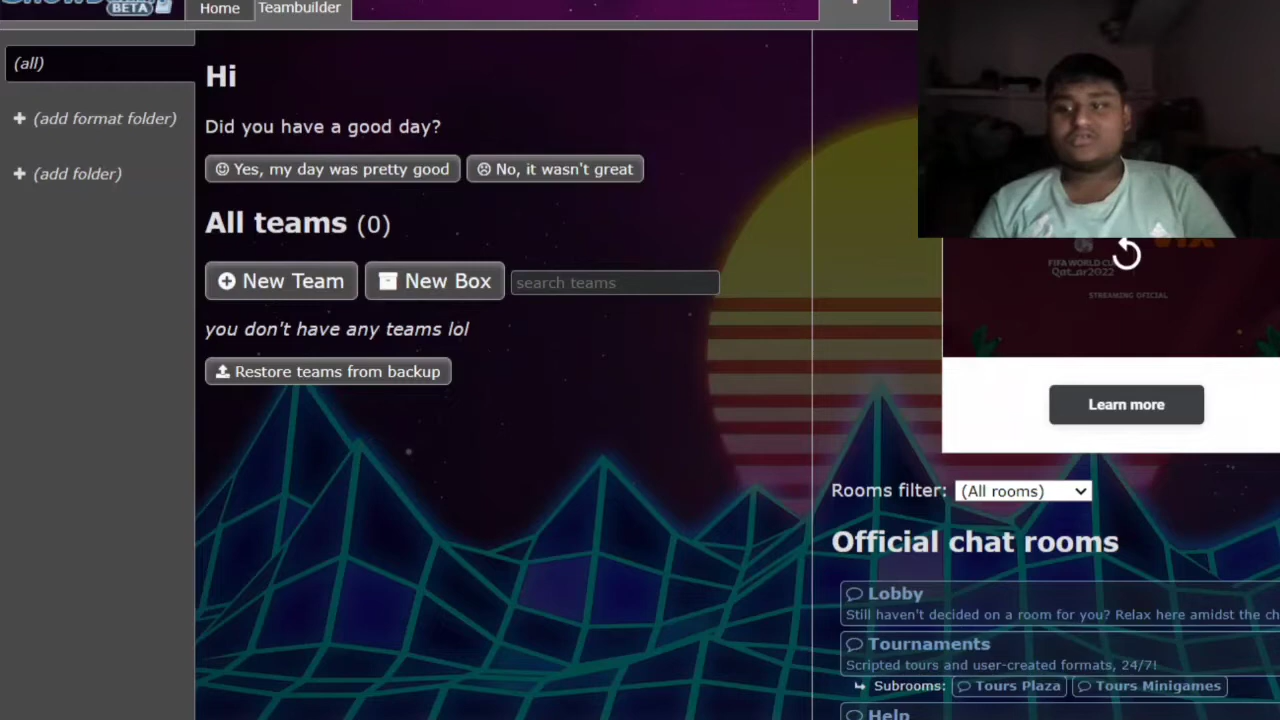 BETA
Home
Teambuilder
(all)
(add format folder)
(add folder)
Hi
Did you have a good day?
Yes, my day was pretty good
No, it wasn't great
All teams (0)
New Team
New Box
search teams
you don't have any teams lol
Restore teams from backup
FIFA WORLD CU
Qatar2022
STREAMING OFICIAL
Learn more
Rooms filter: (All rooms)
Official chat rooms
Lobby
Still haven't decided on a room for you? Relax here amidst the ch
Tournaments
Scripted tours and user-created formats, 24/7!
Subrooms: Tours Plaza Tours Minigames
Help